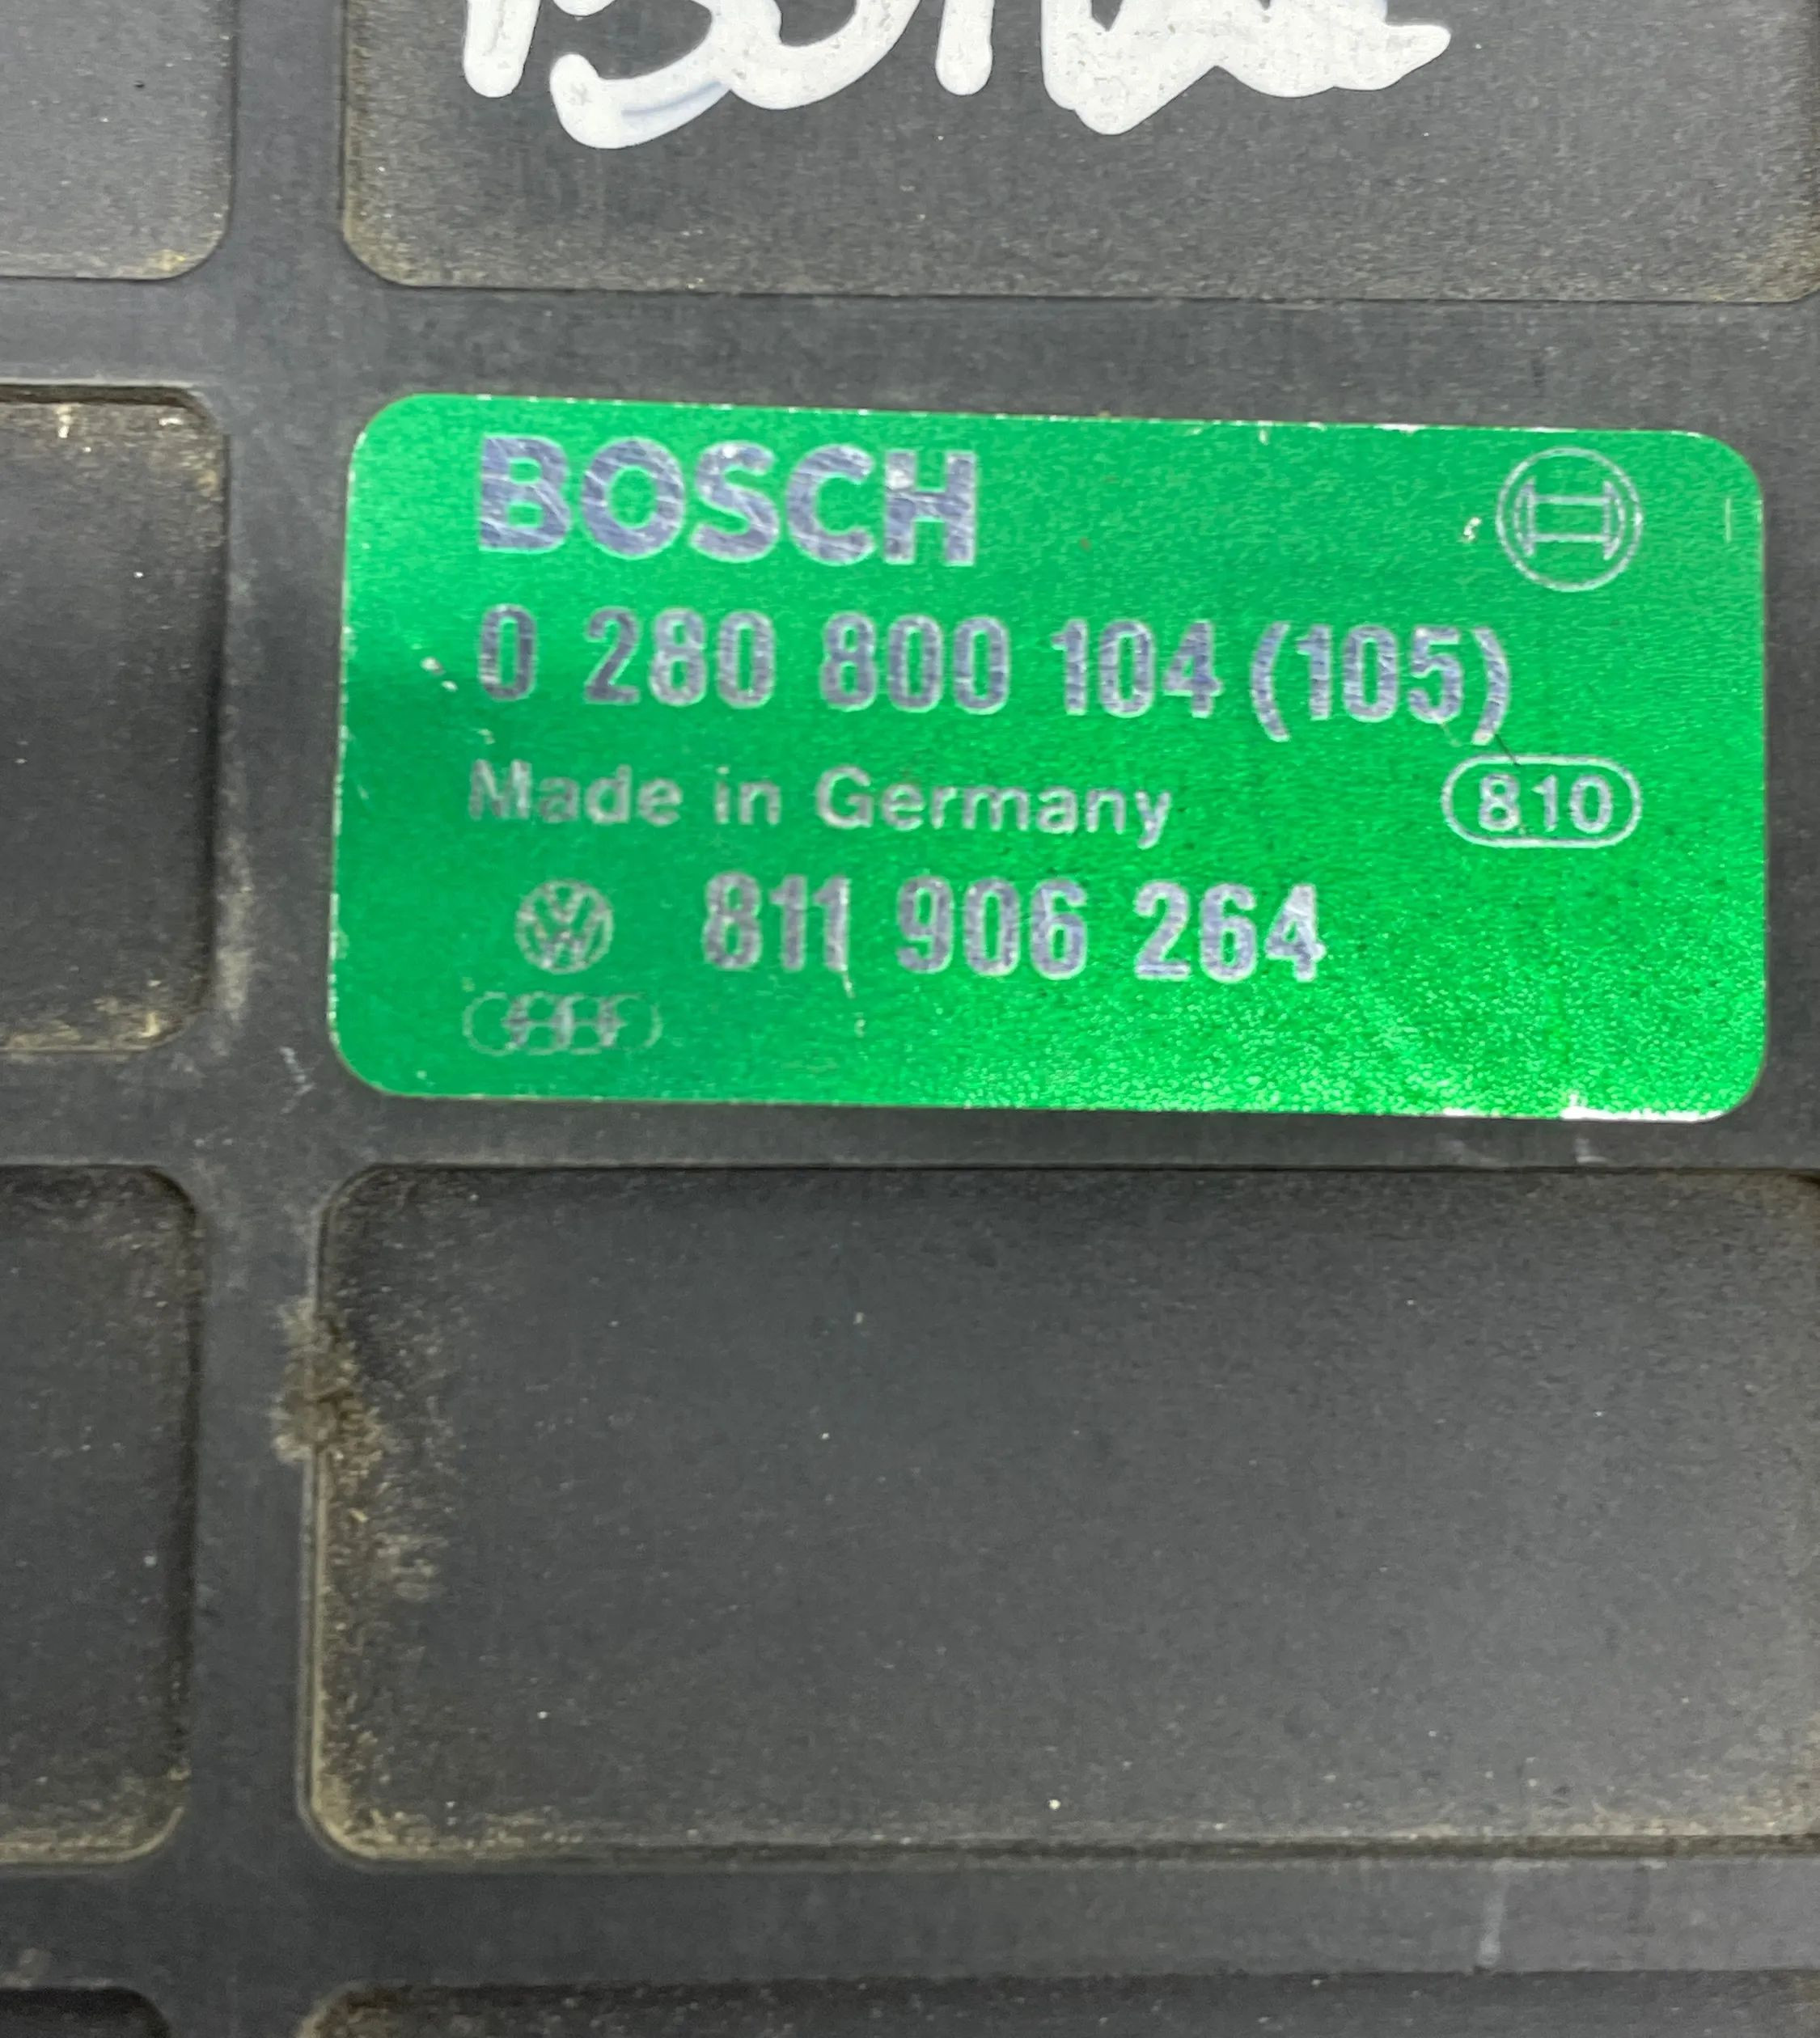 BOSCH
0 280 800 104 (105)
Made in Germany 810
811 906 264